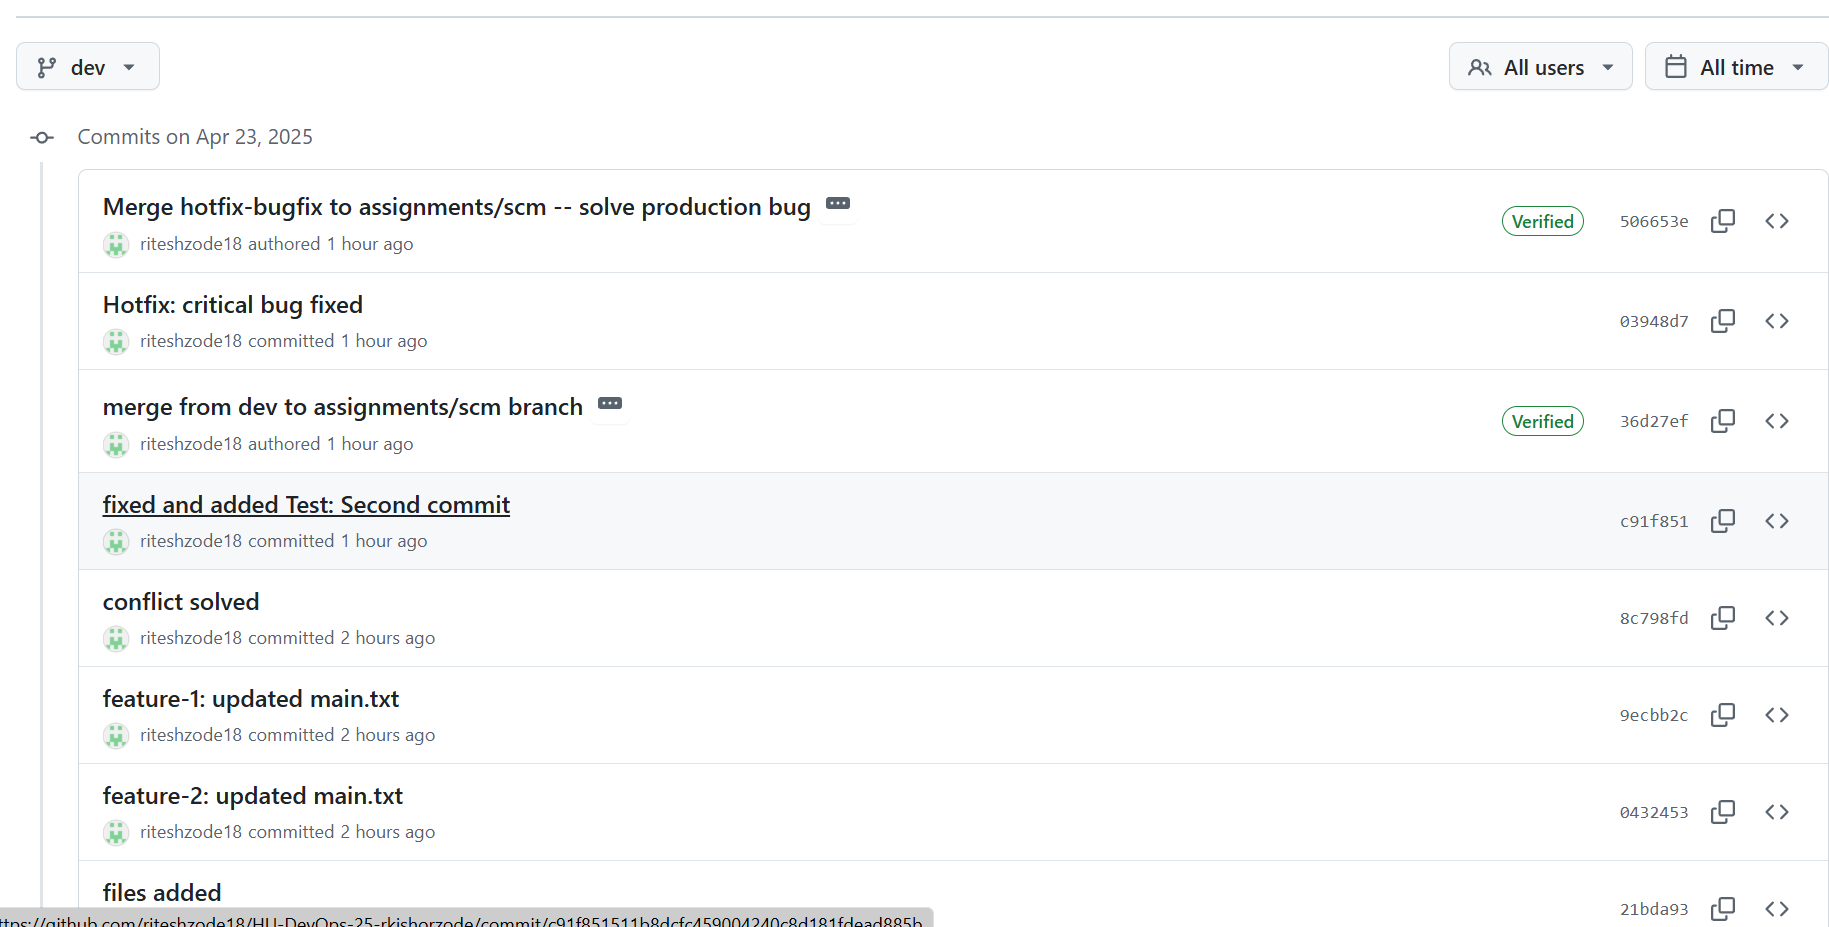 dev
All users
All time
Commits on Apr 23, 2025
Merge hotfix-bugfix to assignments/scm -- solve production bug
riteshzode18 authored 1 hour ago
Verified
506653e
Hotfix: critical bug fixed
riteshzode18 committed 1 hour ago
03948d7
merge from dev to assignments/scm branch
riteshzode18 authored 1 hour ago
Verified
36d27ef
fixed and added Test: Second commit
riteshzode18 committed 1 hour ago
c91f851
conflict solved
riteshzode18 committed 2 hours ago
8c798fd
feature-1: updated main.txt
riteshzode18 committed 2 hours ago
9ecbb2c
feature-2: updated main.txt
riteshzode18 committed 2 hours ago
0432453
files added
21bda93
ttps://github.com/riteshzode18/HU-DevOps-25-rkishorzode/commit/c91f851511b8dcfc459004240c8d181fdead885b